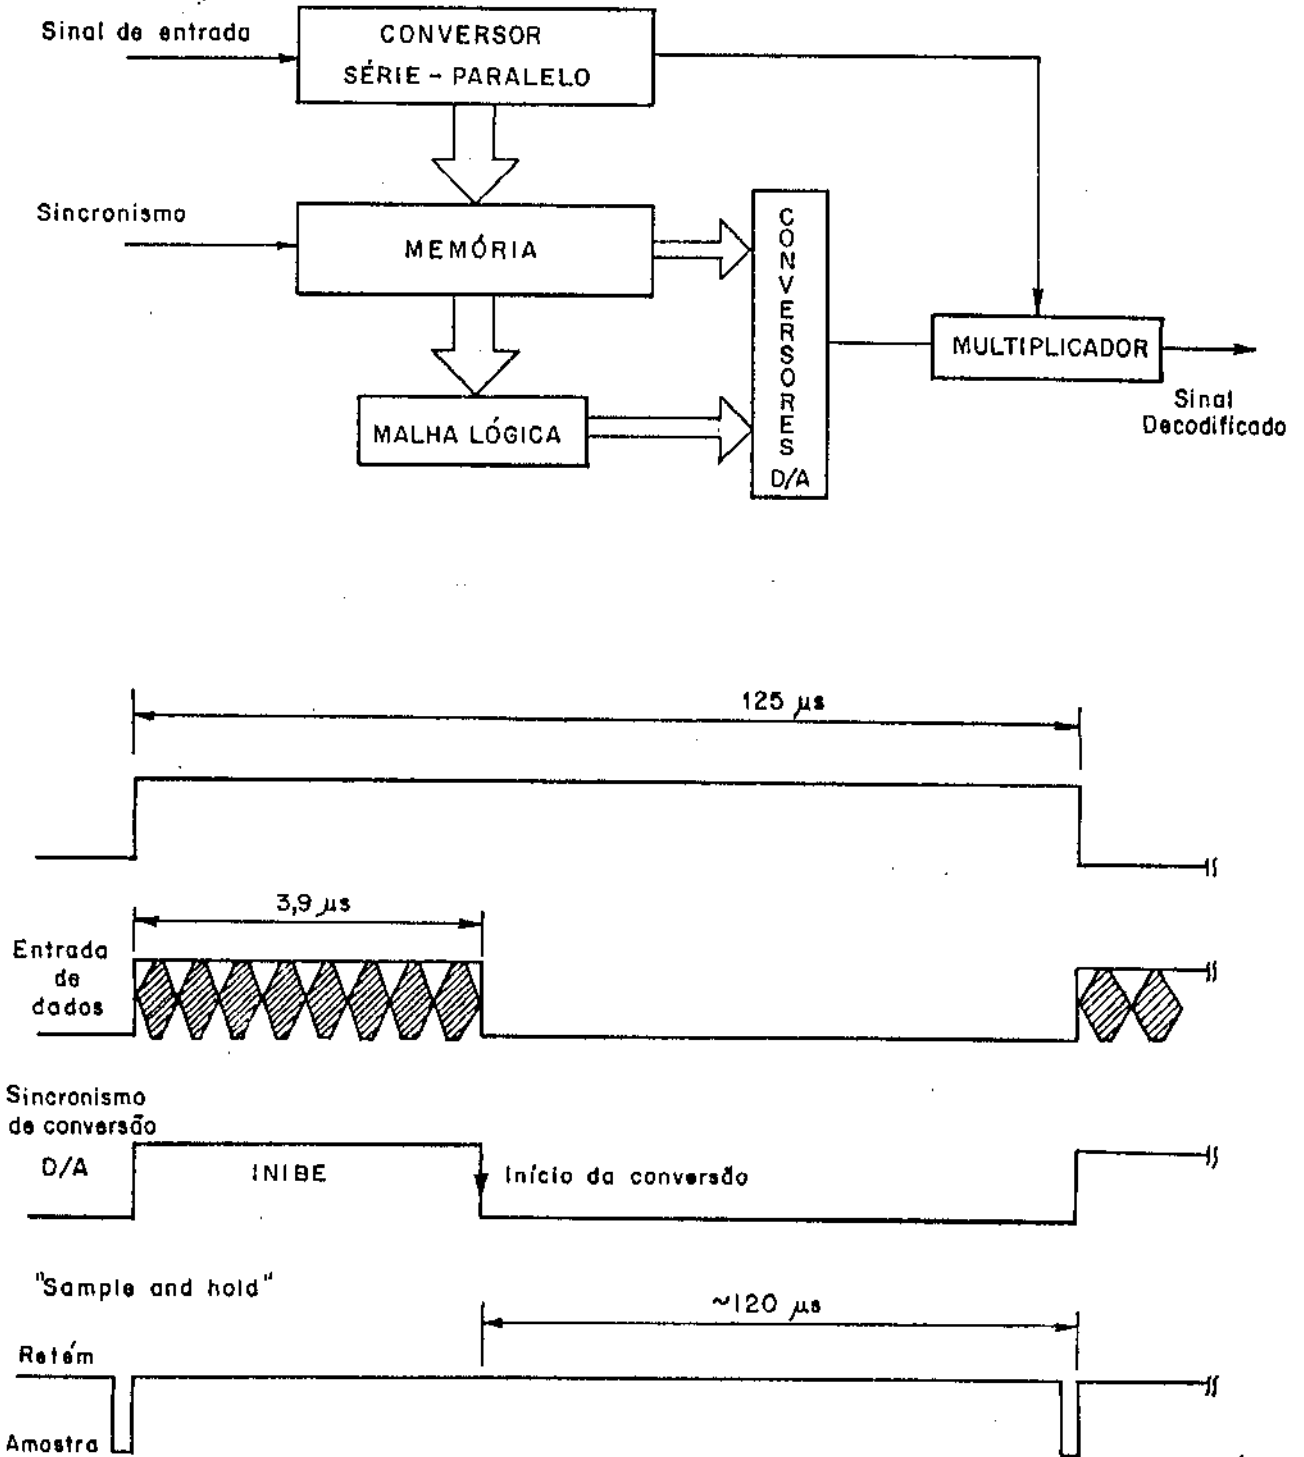 Sinal de entrada
CONVERSOR
SÉRIE - PARALELO
Sincronismo
MEMÓRIA
CONVERSORES
D/A
MULTIPLICADOR
Sinal
Decodificado
MALHA LÓGICA
125 μs
3,9 μs
Entrada
de
dados
Sincronismo
de conversão
D/A
INIBE
Início da conversão
"Sample and hold"
~120 μs
Retém
Amostra